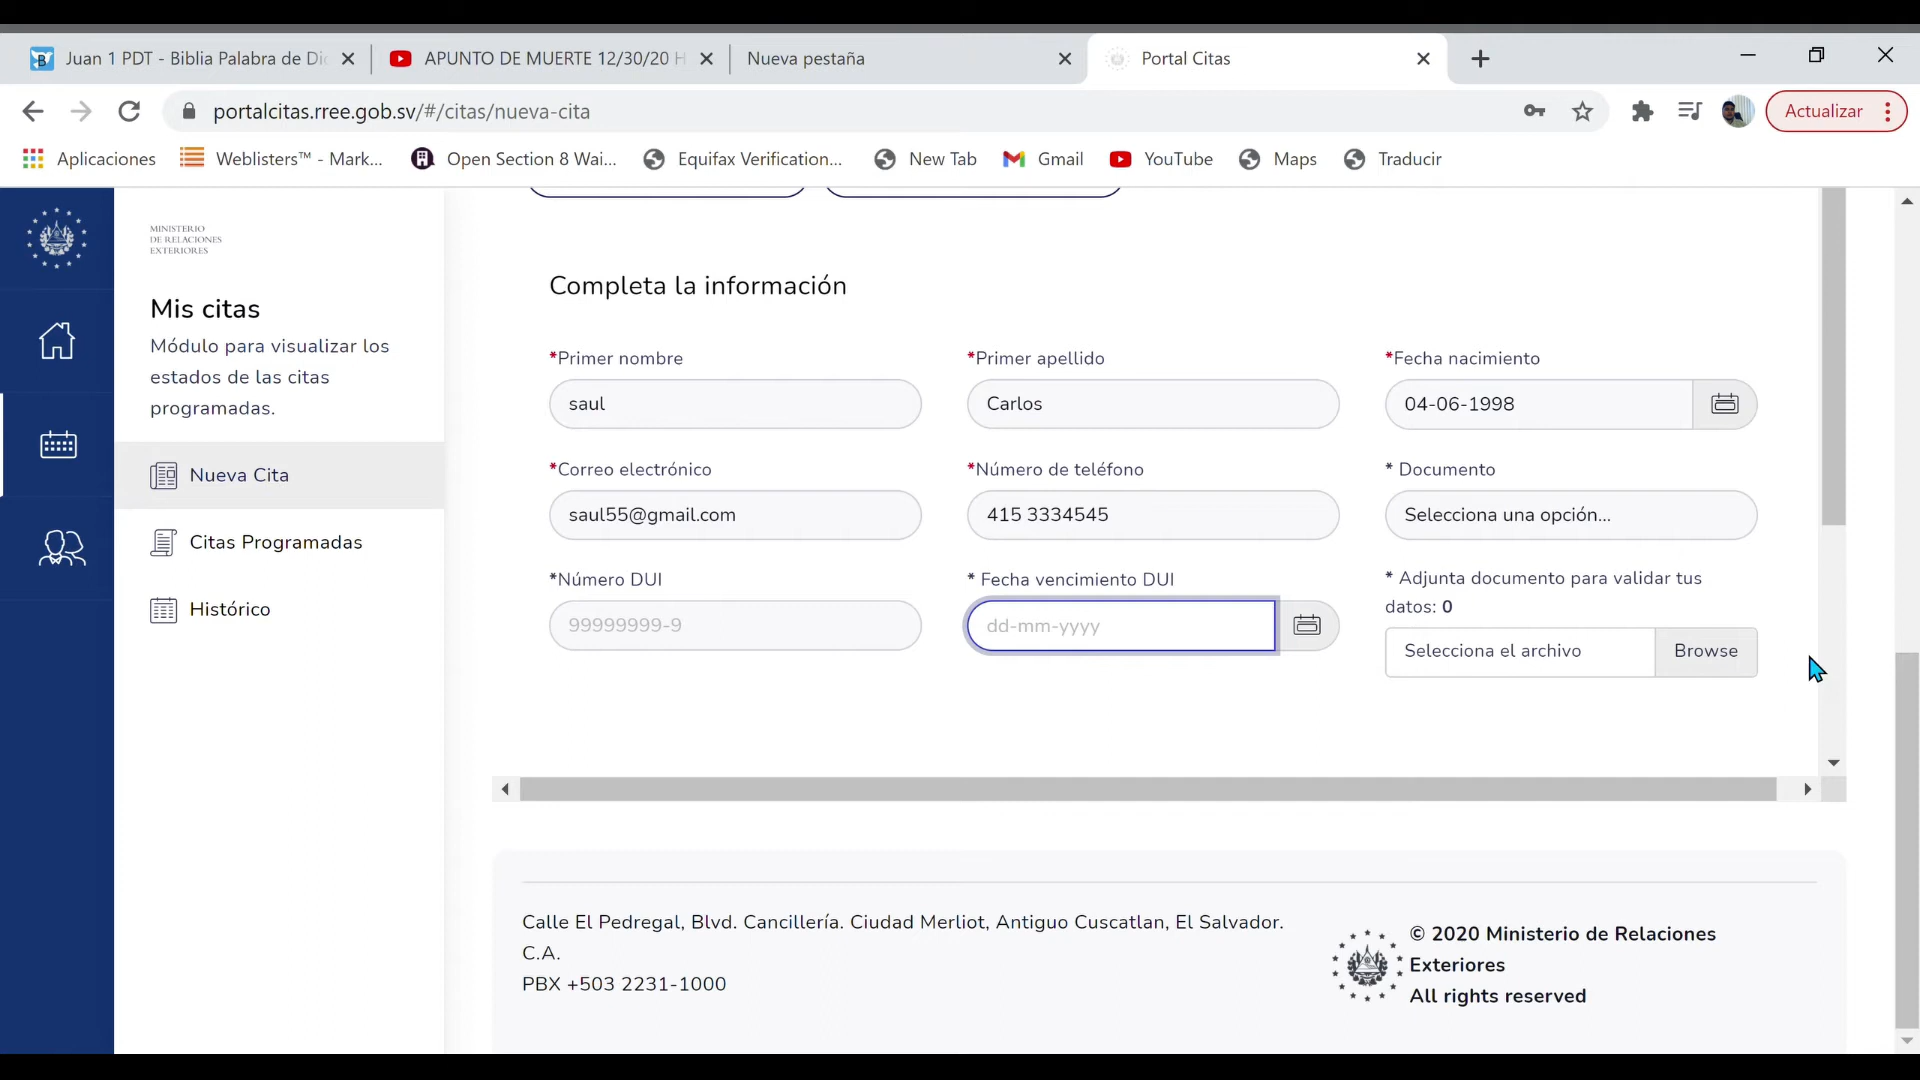 Juan 1 PDT - Biblia Palabra de Di
APUNTO DE MUERTE 12/30/20 H
Nueva pestaña
Portal Citas
portalcitas.rree.gob.sv/#/citas/nueva-cita
Actualizar
Aplicaciones
Weblisters™ - Mark...
Open Section 8 Wai...
Equifax Verification...
New Tab
Gmail
YouTube
Maps
Traducir
MINISTERIO
DE RELACIONES
EXTERIORES
Mis citas
Módulo para visualizar los
estados de las citas
programadas.
Nueva Cita
Citas Programadas
Histórico
Completa la información
*Primer nombre
saul
*Primer apellido
Carlos
*Fecha nacimiento
04-06-1998
*Correo electrónico
saul55@gmail.com
*Número de teléfono
415 3334545
* Documento
Selecciona una opción...
*Número DUI
99999999-9
* Fecha vencimiento DUI
dd-mm-yyyy
* Adjunta documento para validar tus
datos: 0
Selecciona el archivo
Browse
Calle El Pedregal, Blvd. Cancillería. Ciudad Merliot, Antiguo Cuscatlan, El Salvador.
C.A.
PBX +503 2231-1000
© 2020 Ministerio de Relaciones
Exteriores
All rights reserved